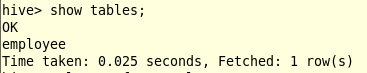 hive> show tables;
OK
employee
Time taken: 0.025 seconds, Fetched: 1 row(s)